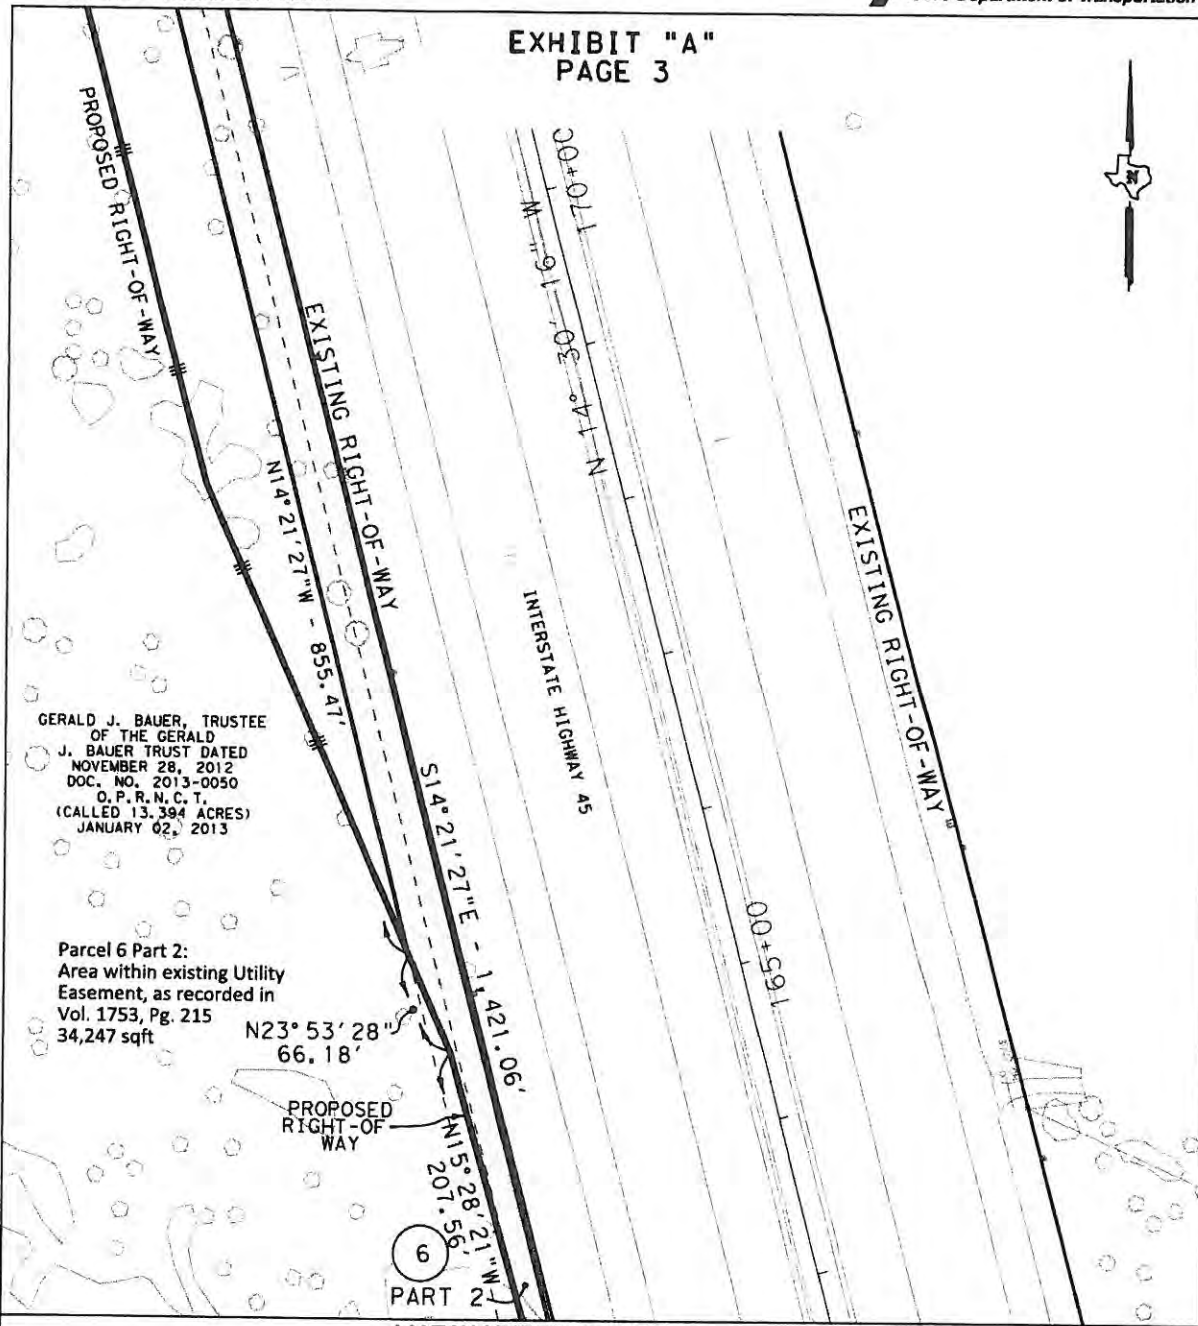 EXHIBIT "A"
PAGE 3
PROPOSED RIGHT-OF-WAY
EXISTING RIGHT-OF-WAY
170+00
N 14° 30' 16" W
N14°21'27"W - 855.47'
EXISTING RIGHT-OF-WAY
INTERSTATE HIGHWAY 45
GERALD J. BAUER, TRUSTEE
OF THE GERALD
J. BAUER TRUST DATED
NOVEMBER 28, 2012
DOC. NO. 2013-0050
O.P.R.N.C.T.
(CALLED 13.394 ACRES)
JANUARY 02, 2013
S14°21'27"E - 1,421.06'
165+00
Parcel 6 Part 2:
Area within existing Utility
Easement, as recorded in
Vol. 1753, Pg. 215
34,247 sqft
N23°53'28"
66.18'
PROPOSED
RIGHT-OF
WAY
N15°28'21"W
207.56'
6
PART 2